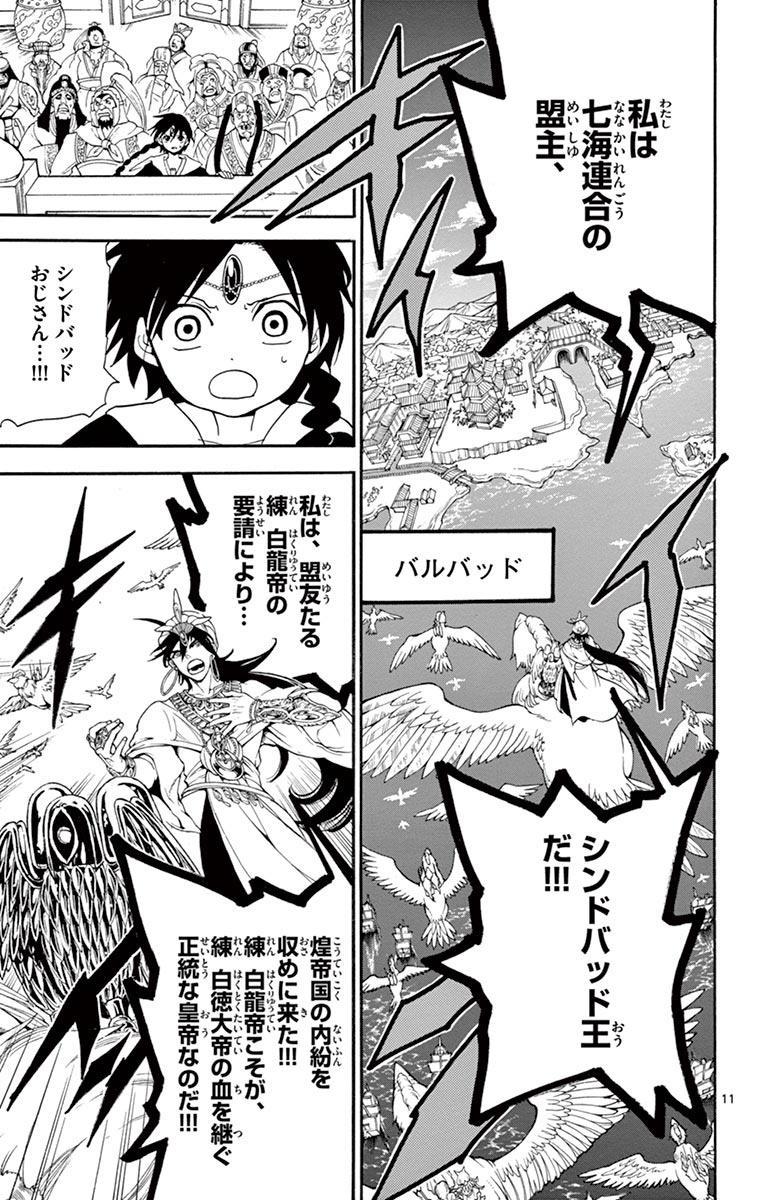 私は
七海連合の
盟主、
バルバッド
シンドバッド王
だ!!!
シンドバッド
おじさん…!!!
私は、盟友たる
練 白龍帝の
要請により…
煌帝国の内紛を
収めに来た!!!
練 白龍帝こそが、
練 白徳大帝の血を継ぐ
正統な皇帝なのだ!!!
11